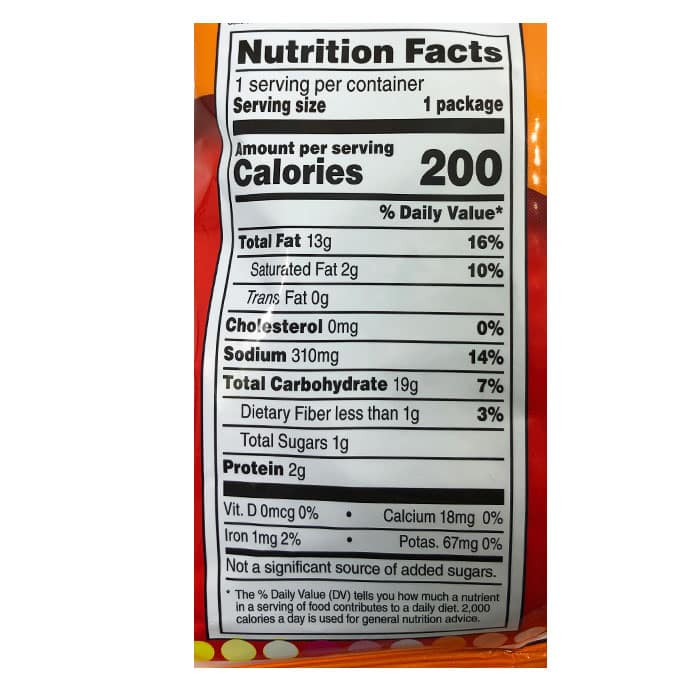 Nutrition Facts
1 serving per container
Serving size 1 package
Amount per serving
Calories 200
% Daily Value*
Total Fat 13g 16%
Saturated Fat 2g 10%
Trans Fat 0g
Cholesterol 0mg 0%
Sodium 310mg 14%
Total Carbohydrate 19g 7%
Dietary Fiber less than 1g 3%
Total Sugars 1g
Protein 2g
Vit. D 0mcg 0% • Calcium 18mg 0%
Iron 1mg 2% • Potas. 67mg 0%
Not a significant source of added sugars.
* The % Daily Value (DV) tells you how much a nutrient
in a serving of food contributes to a daily diet. 2,000
calories a day is used for general nutrition advice.